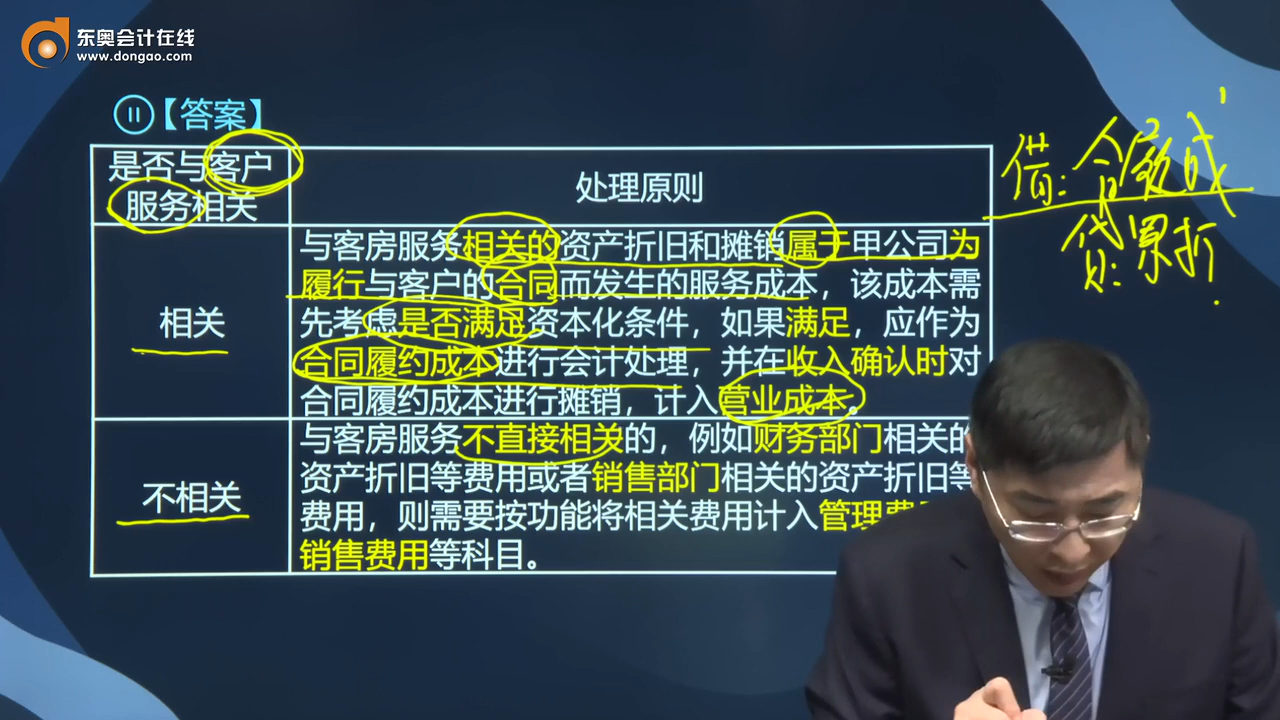 东奥会计在线
www.dongao.com
【答案】
是否与客户
服务相关
处理原则
相关
与客房服务相关的资产折旧和摊销属于甲公司为
履行与客户的合同而发生的服务成本，该成本需
先考虑是否满足资本化条件，如果满足，应作为
合同履约成本进行会计处理，并在收入确认时对
合同履约成本进行摊销，计入营业成本。
不相关
与客房服务不直接相关的，例如财务部门相关的
资产折旧等费用或者销售部门相关的资产折旧等
费用，则需要按功能将相关费用计入管理费
销售费用等科目。
借：合履成
贷：累折